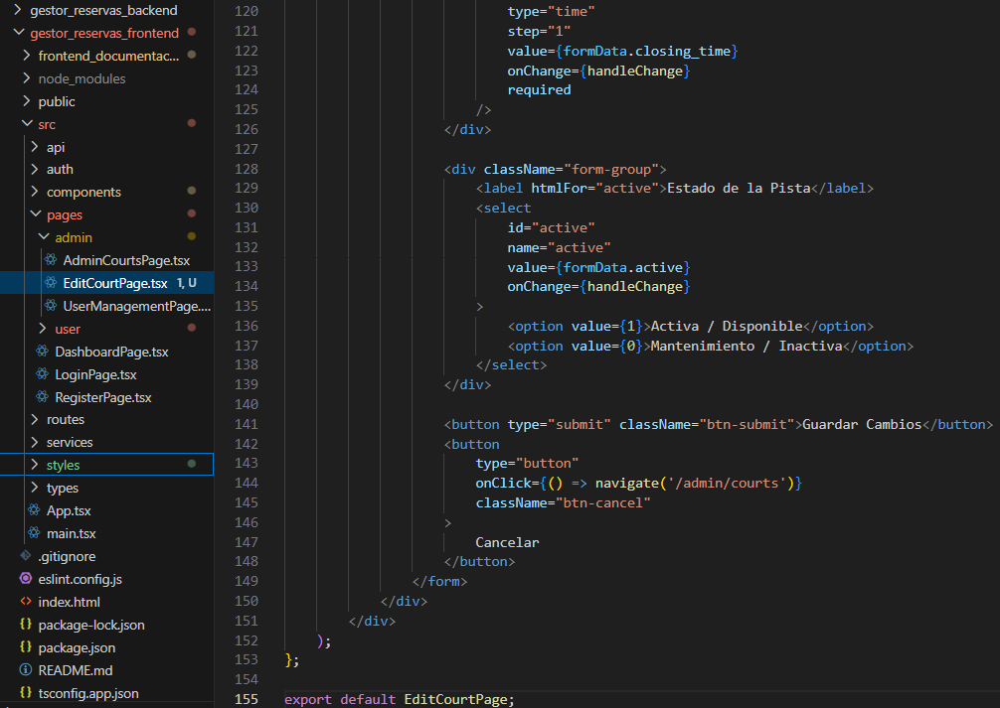 gestor_reservas_backend
gestor_reservas_frontend
frontend_documentac...
node_modules
public
src
api
auth
components
pages
admin
AdminCourtsPage.tsx
EditCourtPage.tsx 1, U
UserManagementPage....
user
DashboardPage.tsx
LoginPage.tsx
RegisterPage.tsx
routes
services
styles
types
App.tsx
main.tsx
.gitignore
eslint.config.js
index.html
package-lock.json
package.json
README.md
tsconfig.app.json
120 type="time"
121 step="1"
122 value={formData.closing_time}
123 onChange={handleChange}
124 required
125 />
126 </div>
127
128 <div className="form-group">
129 <label htmlFor="active">Estado de la Pista</label>
130 <select
131 id="active"
132 name="active"
133 value={formData.active}
134 onChange={handleChange}
135 >
136 <option value={1}>Activa / Disponible</option>
137 <option value={0}>Mantenimiento / Inactiva</option>
138 </select>
139 </div>
140
141 <button type="submit" className="btn-submit">Guardar Cambios</button>
142 <button
143 type="button"
144 onClick={() => navigate('/admin/courts')}
145 className="btn-cancel"
146 >
147 Cancelar
148 </button>
149 </form>
150 </div>
151 </div>
152 );
153 };
154
155 export default EditCourtPage;